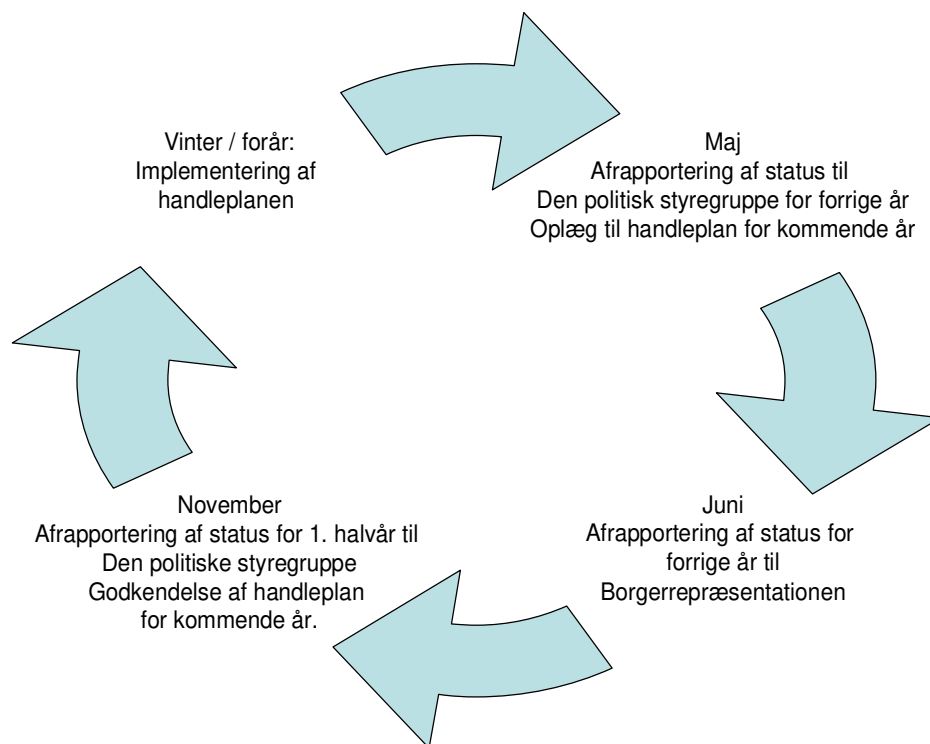 Vinter / forår:
Implementering af
handleplanen
Maj
Afrapportering af status til
Den politisk styregruppe for forrige år
Oplæg til handleplan for kommende år
Juni
Afrapportering af status for
forrige år til
Borgerrepræsentationen
November
Afrapportering af status for 1. halvår til
Den politiske styregruppe
Godkendelse af handleplan
for kommende år.